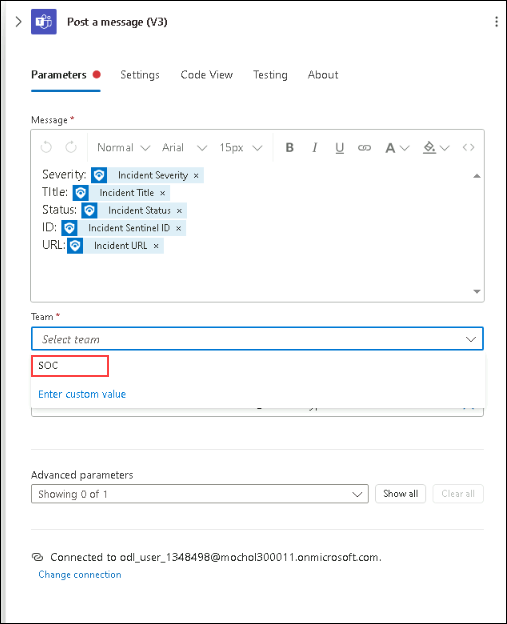 Post a message (V3)
Parameters Settings Code View Testing About
Message *
Normal Arial 15px B I U A
Severity: Incident Severity ×
TItle: Incident Title ×
Status: Incident Status ×
ID: Incident Sentinel ID ×
URL: Incident URL ×
Team *
Select team
SOC
Enter custom value
Advanced parameters
Showing 0 of 1 Show all Clear all
Connected to odl_user_1348498@mochol300011.onmicrosoft.com.
Change connection